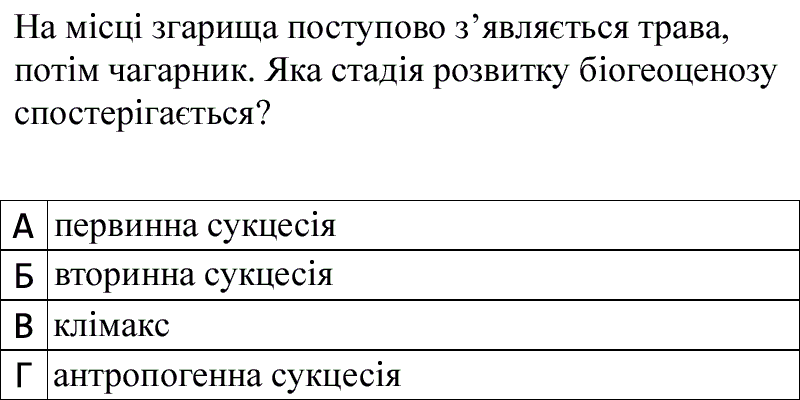 На місці згарища поступово з’являється трава,
потім чагарник. Яка стадія розвитку біогеоценозу
спостерігається?
А первинна сукцесія
Б вторинна сукцесія
В клімакс
Г антропогенна сукцесія